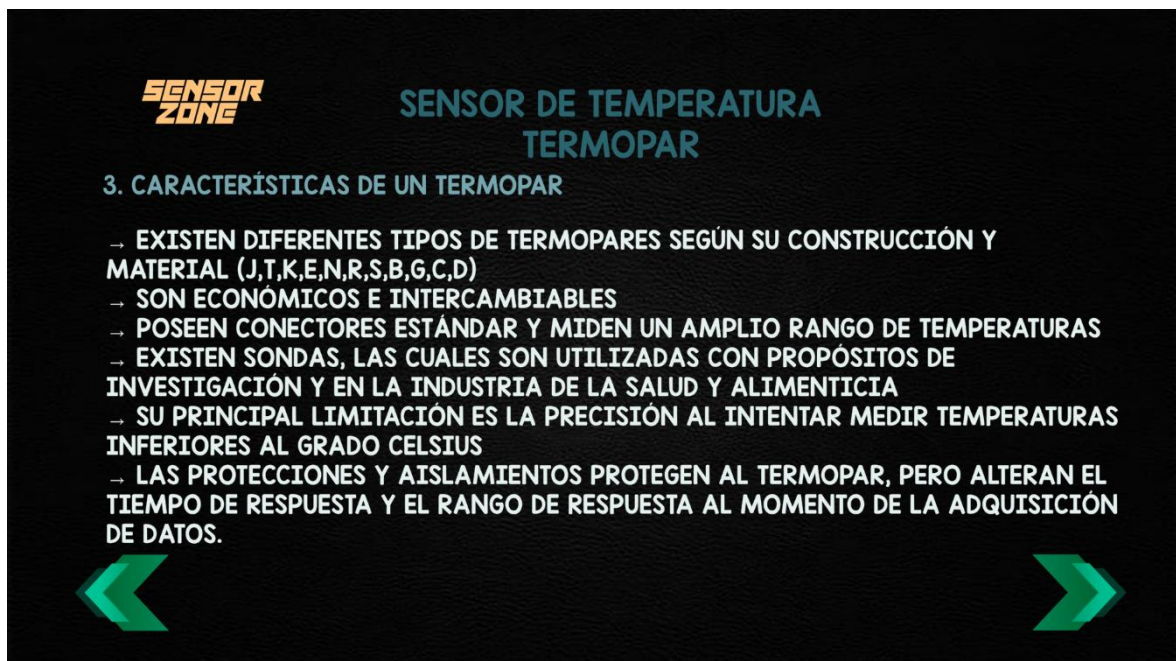 SENSOR
ZONE
SENSOR DE TEMPERATURA
TERMOPAR
3. CARACTERÍSTICAS DE UN TERMOPAR
→ EXISTEN DIFERENTES TIPOS DE TERMOPARES SEGÚN SU CONSTRUCCIÓN Y
MATERIAL (J,T,K,E,N,R,S,B,G,C,D)
→ SON ECONÓMICOS E INTERCAMBIABLES
→ POSEEN CONECTORES ESTÁNDAR Y MIDEN UN AMPLIO RANGO DE TEMPERATURAS
→ EXISTEN SONDAS, LAS CUALES SON UTILIZADAS CON PROPÓSITOS DE
INVESTIGACIÓN Y EN LA INDUSTRIA DE LA SALUD Y ALIMENTICIA
→ SU PRINCIPAL LIMITACIÓN ES LA PRECISIÓN AL INTENTAR MEDIR TEMPERATURAS
INFERIORES AL GRADO CELSIUS
→ LAS PROTECCIONES Y AISLAMIENTOS PROTEGEN AL TERMOPAR, PERO ALTERAN EL
TIEMPO DE RESPUESTA Y EL RANGO DE RESPUESTA AL MOMENTO DE LA ADQUISICIÓN
DE DATOS.